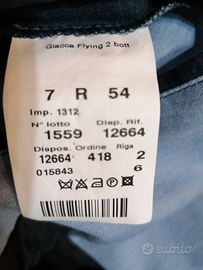 Giacca Flying 2 bott
7 R 54
Imp. 1312
N° lotto Disp. Rif.
1559 12664
Dispos. Ordine Riga
12664 418 2
015843 6
subito